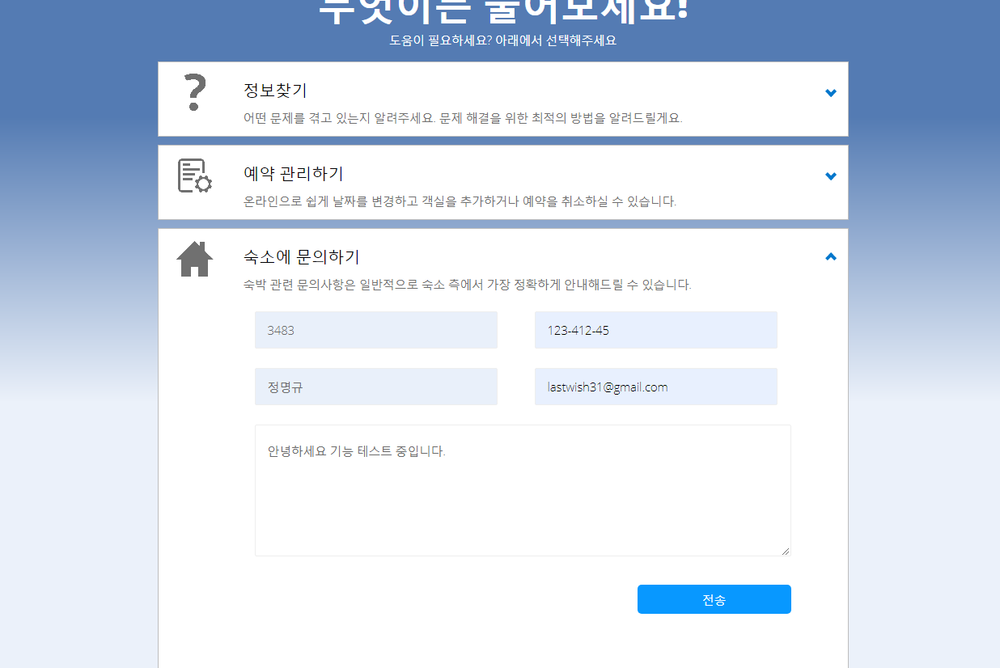 무엇이든 물어보세요!
도움이 필요하세요? 아래에서 선택해주세요
정보찾기
어떤 문제를 겪고 있는지 알려주세요. 문제 해결을 위한 최적의 방법을 알려드릴게요.
예약 관리하기
온라인으로 쉽게 날짜를 변경하고 객실을 추가하거나 예약을 취소하실 수 있습니다.
숙소에 문의하기
숙박 관련 문의사항은 일반적으로 숙소 측에서 가장 정확하게 안내해드릴 수 있습니다.
3483
123-412-45
정명규
lastwish31@gmail.com
안녕하세요 기능 테스트 중입니다.
전송